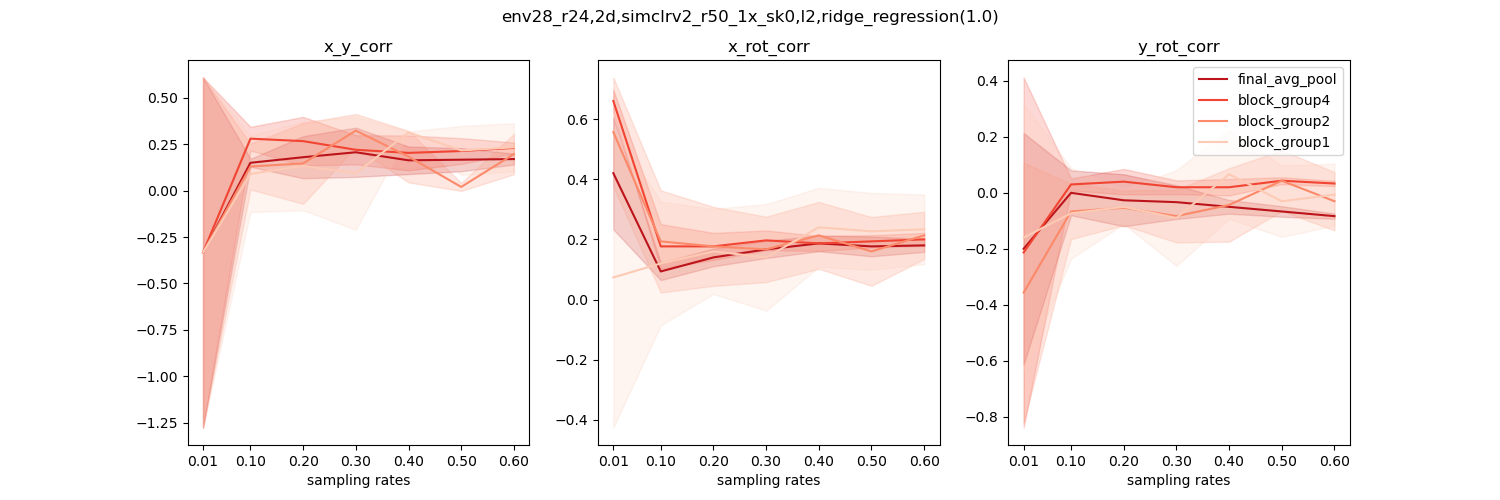 env28_r24,2d,simclrv2_r50_1x_sk0,l2,ridge_regression(1.0)
x_y_corr
0.50
0.25
0.00
−0.25
−0.50
−0.75
−1.00
−1.25
0.01 0.10 0.20 0.30 0.40 0.50 0.60
sampling rates
x_rot_corr
0.6
0.4
0.2
0.0
−0.2
−0.4
0.01 0.10 0.20 0.30 0.40 0.50 0.60
sampling rates
y_rot_corr
0.4
0.2
0.0
−0.2
−0.4
−0.6
−0.8
0.01 0.10 0.20 0.30 0.40 0.50 0.60
sampling rates
final_avg_pool
block_group4
block_group2
block_group1